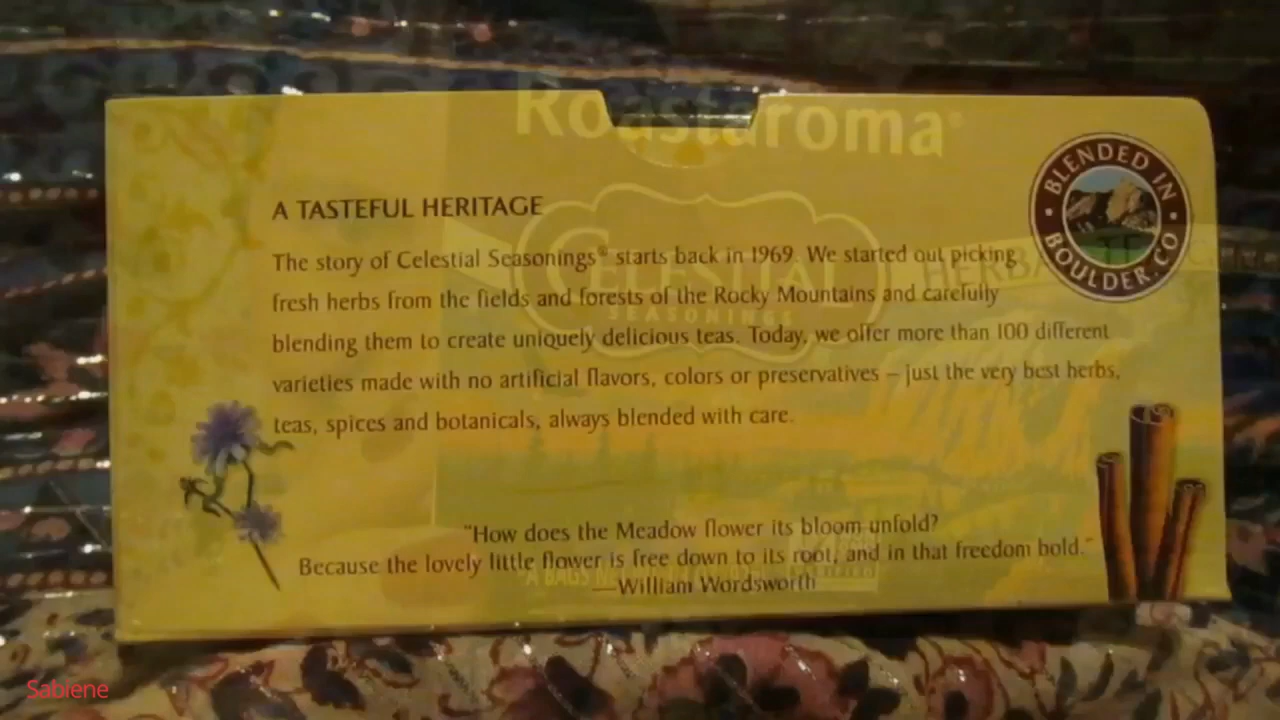 Roastaroma
BLENDED IN
BOULDER, CO
A TASTEFUL HERITAGE
CELESTIAL
SEASONINGS
The story of Celestial Seasonings® starts back in 1969. We started out picking
fresh herbs from the fields and forests of the Rocky Mountains and carefully
blending them to create uniquely delicious teas. Today, we offer more than 100 different
varieties made with no artificial flavors, colors or preservatives – just the very best herbs,
teas, spices and botanicals, always blended with care.
"How does the Meadow flower its bloom unfold?
Because the lovely little flower is free down to its root, and in that freedom bold."
—William Wordsworth
Sabiene